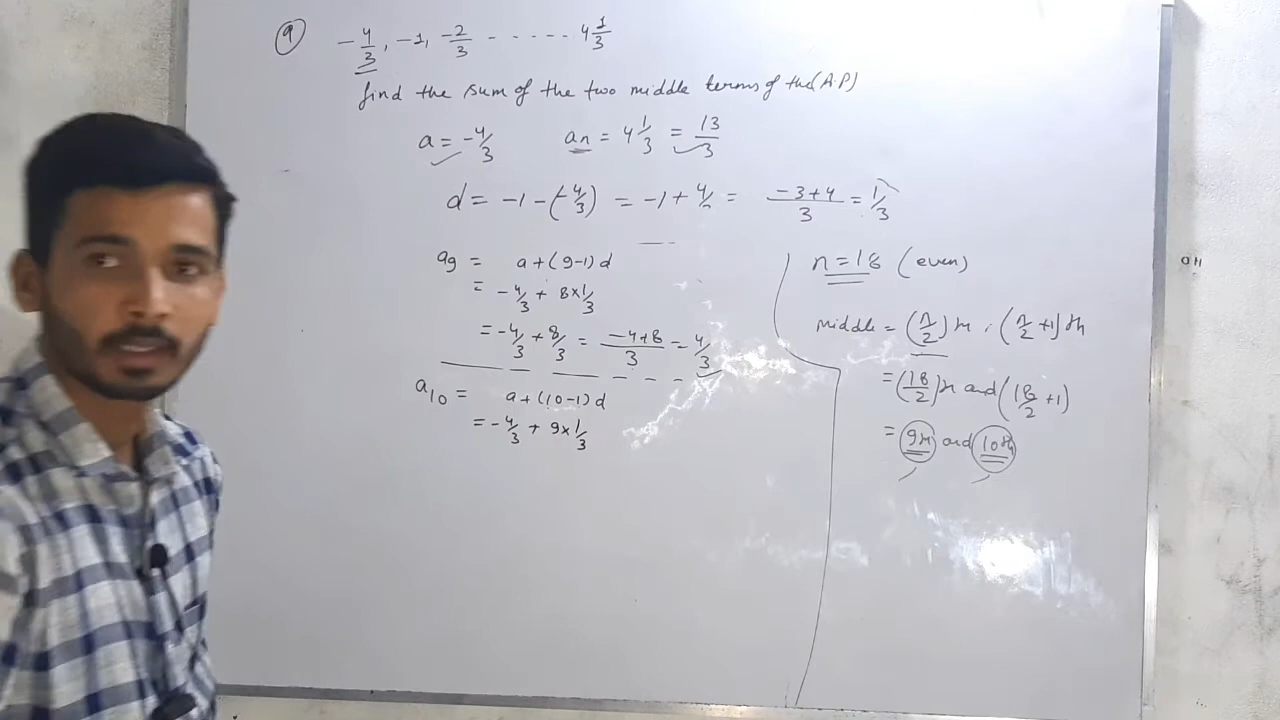 9 -4/3, -1, -2/3 - - - - - - 4 1/3
find the sum of the two middle terms of the (A.P)
a = -4/3 an = 4 1/3 = 13/3
d = -1 - (-4/3) = -1 + 4/ = -3+4/3 = 1/3
a9 = a + (9-1) d
= -4/3 + 8×1/3
= -4/3 + 8/3 = -4+8/3 = 4/3
a10 = a + (10-1) d
= -4/3 + 9×1/3
n = 18 (even)
middle = (n/2)th, (n/2 +1)th
= (18/2)th and (18/2 +1)
= 9th and 10th